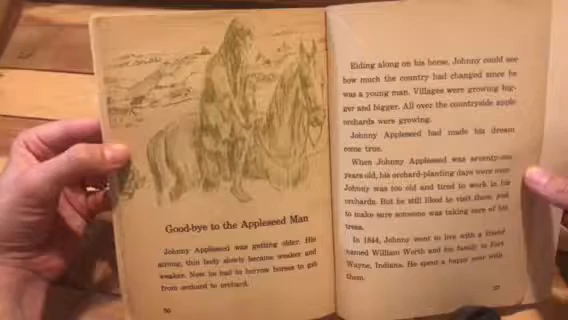 Good-bye to the Appleseed Man
Johnny Appleseed was getting older. His
strong, thin body slowly became weaker and
weaker. Now he had to borrow horses to get
from orchard to orchard.
56
Riding along on his horse, Johnny could see
how much the country had changed since he
was a young man. Villages were growing big-
ger and bigger. All over the countryside apple
orchards were growing.
Johnny Appleseed had made his dream
come true.
When Johnny Appleseed was seventy-one
years old, his orchard-planting days were over.
Johnny was too old and tired to work in his
orchards. But he still liked to visit them, just
to make sure someone was taking care of his
trees.
In 1844, Johnny went to live with a friend
named William Worth and his family in Fort
Wayne, Indiana. He spent a happy year with
them.
57